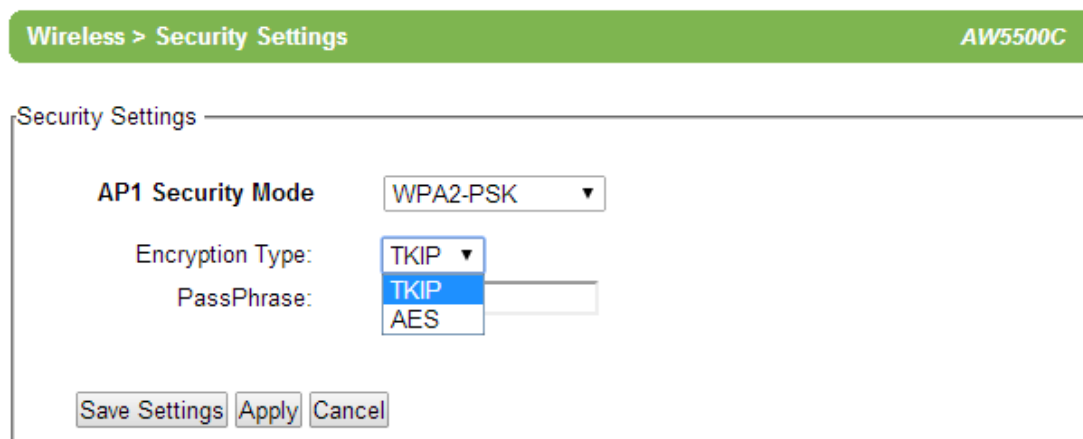 Wireless > Security Settings AW5500C
Security Settings
AP1 Security Mode WPA2-PSK
Encryption Type: TKIP
TKIP
PassPhrase:
AES
Save Settings Apply Cancel